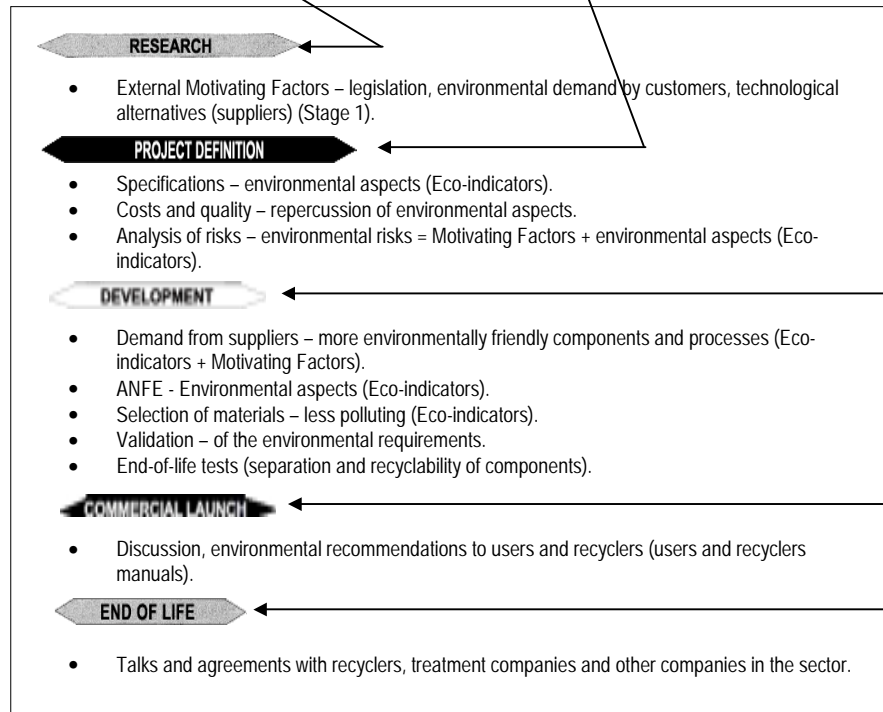 RESEARCH
• External Motivating Factors – legislation, environmental demand by customers, technological
alternatives (suppliers) (Stage 1).
PROJECT DEFINITION
• Specifications – environmental aspects (Eco-indicators).
• Costs and quality – repercussion of environmental aspects.
• Analysis of risks – environmental risks = Motivating Factors + environmental aspects (Eco-
indicators).
DEVELOPMENT
• Demand from suppliers – more environmentally friendly components and processes (Eco-
indicators + Motivating Factors).
• ANFE - Environmental aspects (Eco-indicators).
• Selection of materials – less polluting (Eco-indicators).
• Validation – of the environmental requirements.
• End-of-life tests (separation and recyclability of components).
COMMERCIAL LAUNCH
• Discussion, environmental recommendations to users and recyclers (users and recyclers
manuals).
END OF LIFE
• Talks and agreements with recyclers, treatment companies and other companies in the sector.